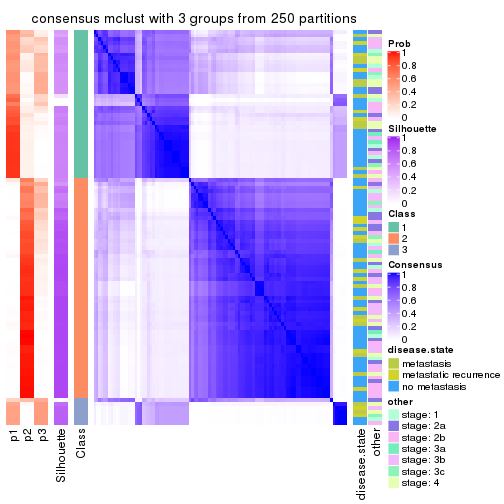 consensus mclust with 3 groups from 250 partitions
Prob
1
0.8
0.6
0.4
0.2
0
Silhouette
1
0.8
0.6
0.4
0.2
0
Class
1
2
3
Consensus
1
0.8
0.6
0.4
0.2
0
disease.state
metastasis
metastatic recurrence
no metastasis
other
stage: 1
stage: 2a
stage: 2b
stage: 3a
stage: 3b
stage: 3c
stage: 4
p1
p2
p3
Silhouette
Class
disease.state
other